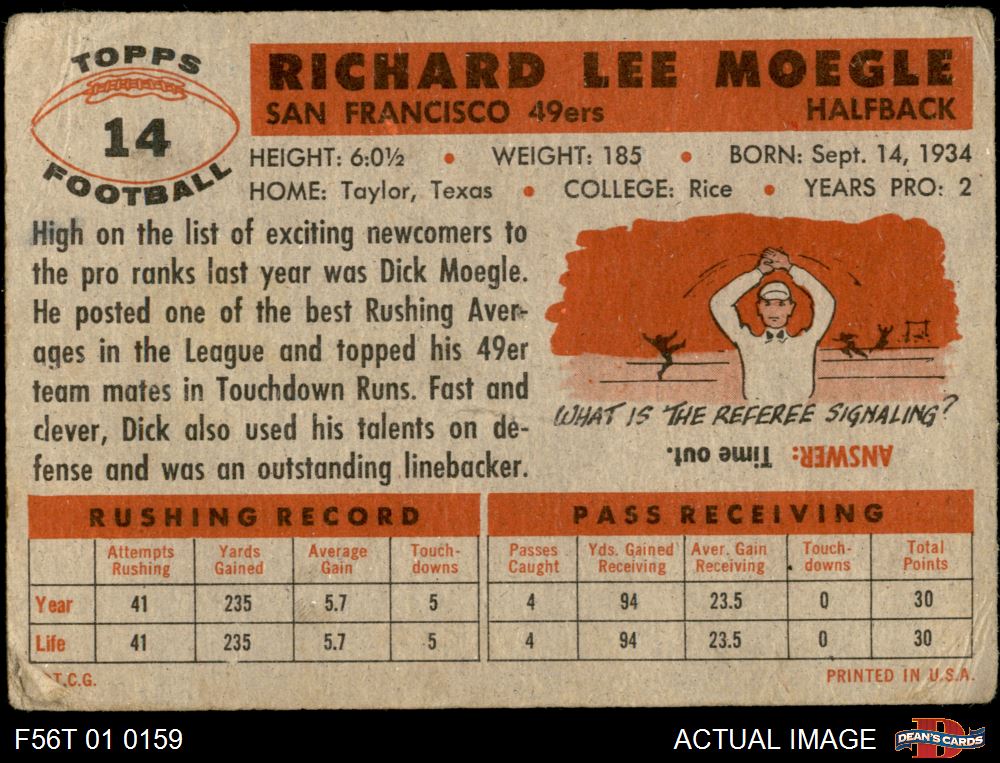 TOPPS
14
FOOTBALL
RICHARD LEE MOEGLE
SAN FRANCISCO 49ers HALFBACK
HEIGHT: 6:0½ • WEIGHT: 185 • BORN: Sept. 14, 1934
HOME: Taylor, Texas • COLLEGE: Rice • YEARS PRO: 2
High on the list of exciting newcomers to
the pro ranks last year was Dick Moegle.
He posted one of the best Rushing Aver-
ages in the League and topped his 49er
team mates in Touchdown Runs. Fast and
clever, Dick also used his talents on de-
fense and was an outstanding linebacker.
WHAT IS THE REFEREE SIGNALING?
ANSWER: Time out.
RUSHING RECORD
Attempts Yards Average Touch-
Rushing Gained Gain downs
Year 41 235 5.7 5
Life 41 235 5.7 5
PASS RECEIVING
Passes Yds. Gained Aver. Gain Touch- Total
Caught Receiving Receiving downs Points
4 94 23.5 0 30
4 94 23.5 0 30
T.C.G. PRINTED IN U.S.A.
F56T 01 0159 ACTUAL IMAGE DEAN'S CARDS